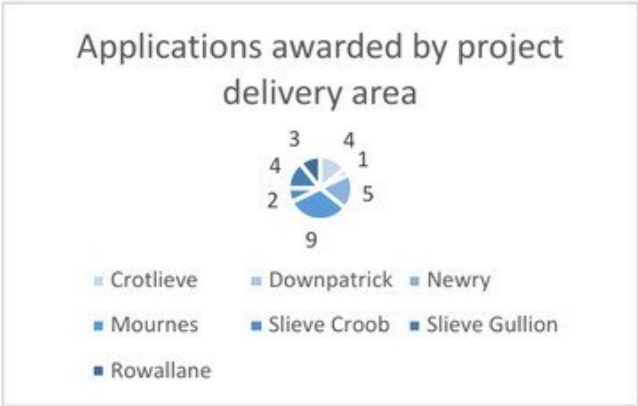 Applications awarded by project
delivery area
3 4
4 1
2 5
9
Crotlieve Downpatrick Newry
Mournes Slieve Croob Slieve Gullion
Rowallane